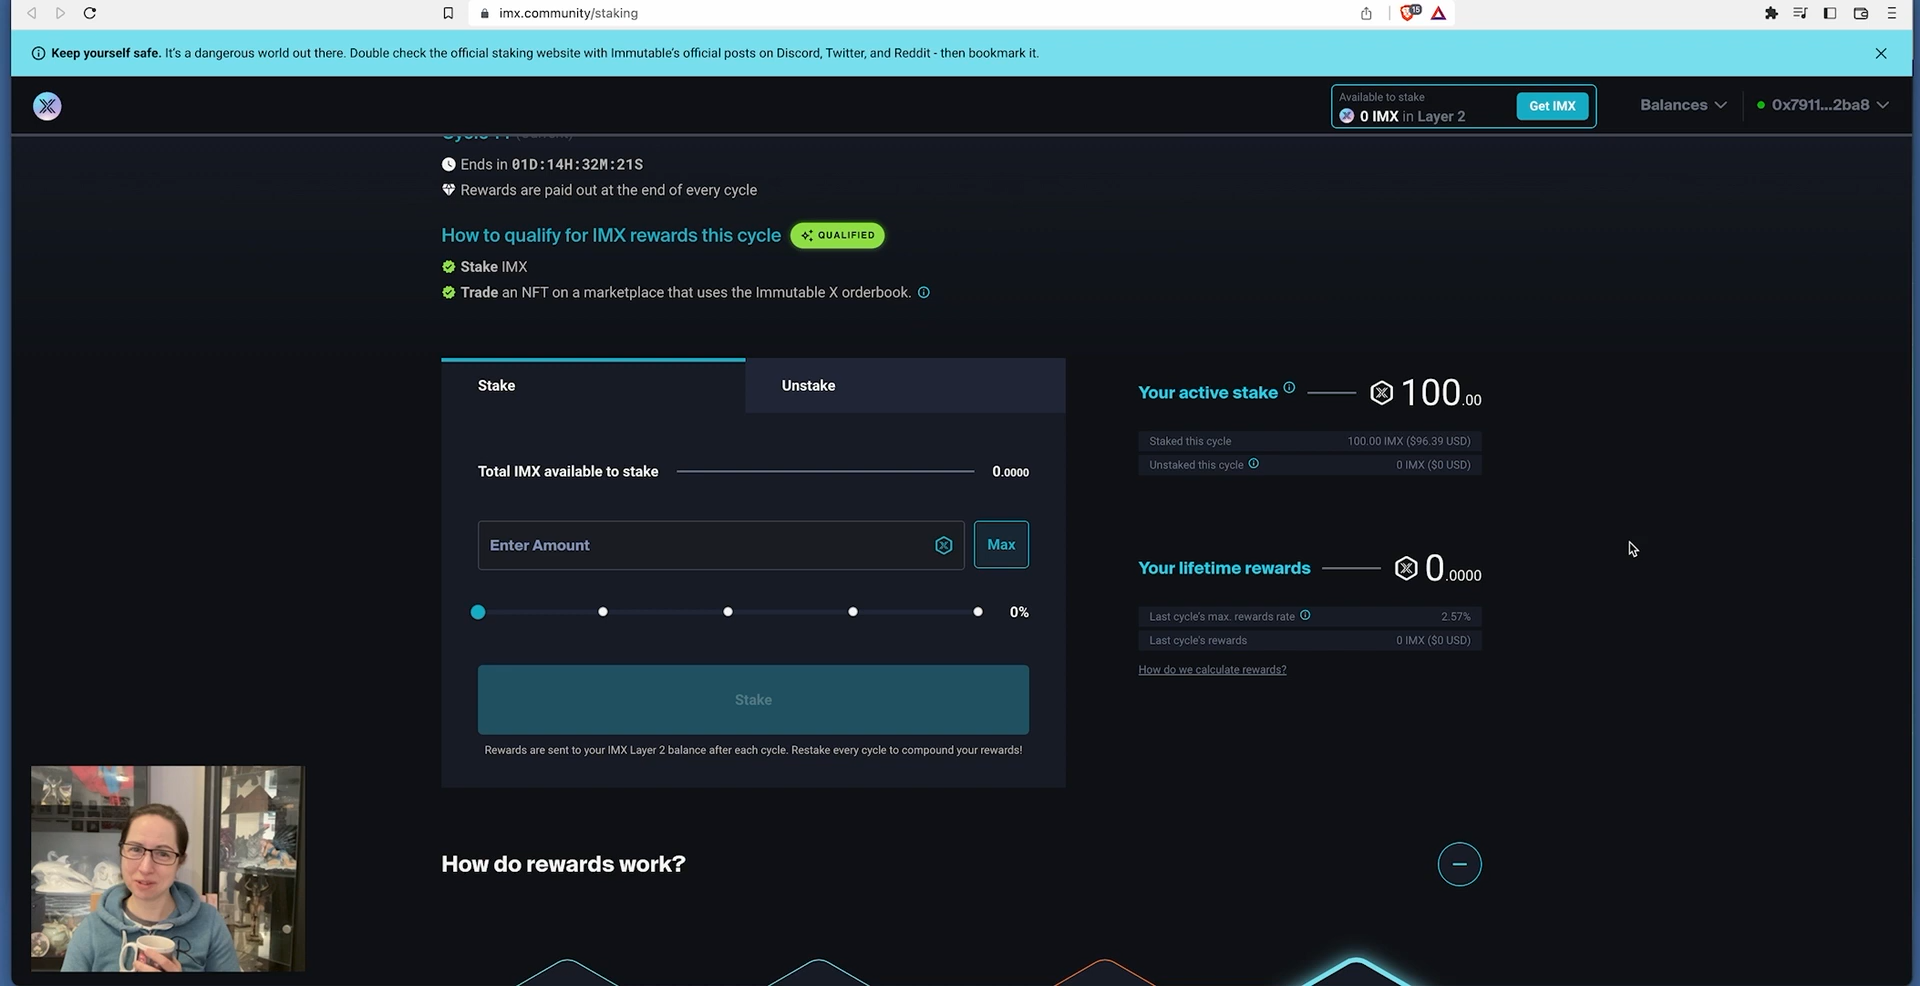 imx.community/staking
15
Keep yourself safe. It's a dangerous world out there. Double check the official staking website with Immutable's official posts on Discord, Twitter, and Reddit - then bookmark it.
Available to stake
0 IMX in Layer 2
Get IMX
Balances
0x7911...2ba8
Ends in 01D:14H:32M:21S
Rewards are paid out at the end of every cycle
How to qualify for IMX rewards this cycle
QUALIFIED
Stake IMX
Trade an NFT on a marketplace that uses the Immutable X orderbook.
Stake
Unstake
Total IMX available to stake
0.0000
Enter Amount
Max
0%
Stake
Rewards are sent to your IMX Layer 2 balance after each cycle. Restake every cycle to compound your rewards!
Your active stake
100.00
Staked this cycle
100.00 IMX ($96.39 USD)
Unstaked this cycle
0 IMX ($0 USD)
Your lifetime rewards
0.0000
Last cycle's max. rewards rate
2.57%
Last cycle's rewards
0 IMX ($0 USD)
How do we calculate rewards?
How do rewards work?